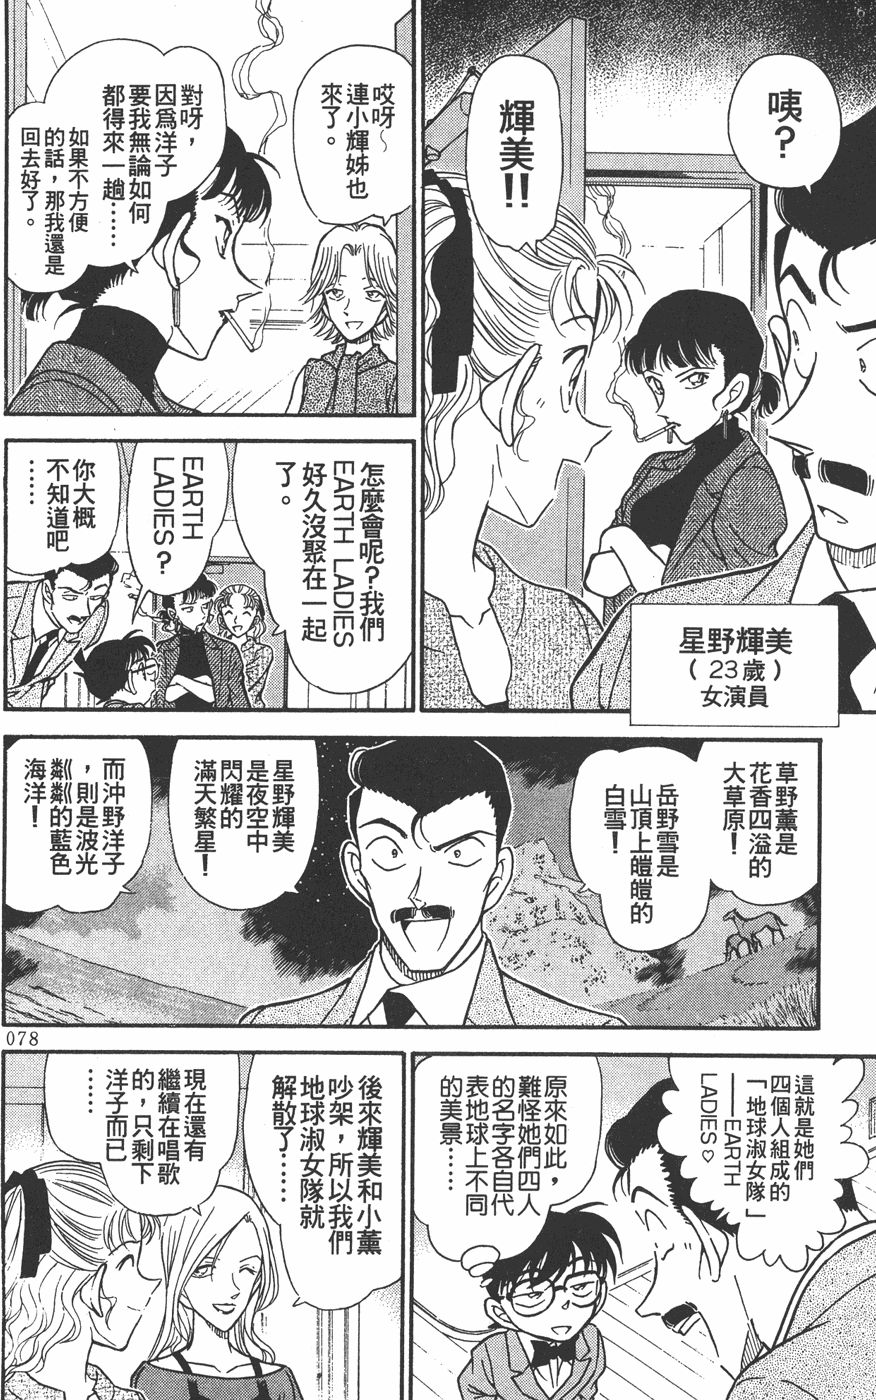 咦？
輝美!!
星野輝美
(23歲)
女演員
哎呀～
連小輝姊也
來了。
對呀，
因為洋子
要我無論如何
都得來一趟……
如果不方便
的話，那我還是
回去好了。
怎麼會呢？我們
EARTH LADIES
好久沒聚在一起
了。
EARTH
LADIES？
你大概
不知道吧
……
草野薰是
花香四溢的
大草原！
岳野雪是
山頂上皚皚的
白雪！
星野輝美
是夜空中
閃耀的
滿天繁星！
而沖野洋子
，則是波光
粼粼的藍色
海洋！
078
這就是她們
四個人組成的
「地球淑女隊」
——EARTH
LADIES♡
原來如此，
難怪她們四人
的名字各自代
表地球上不同
的美景……
後來輝美和小薰
吵架，所以我們
地球淑女隊就
解散了……
現在還有
繼續在唱歌
的，只剩下
洋子而已
……